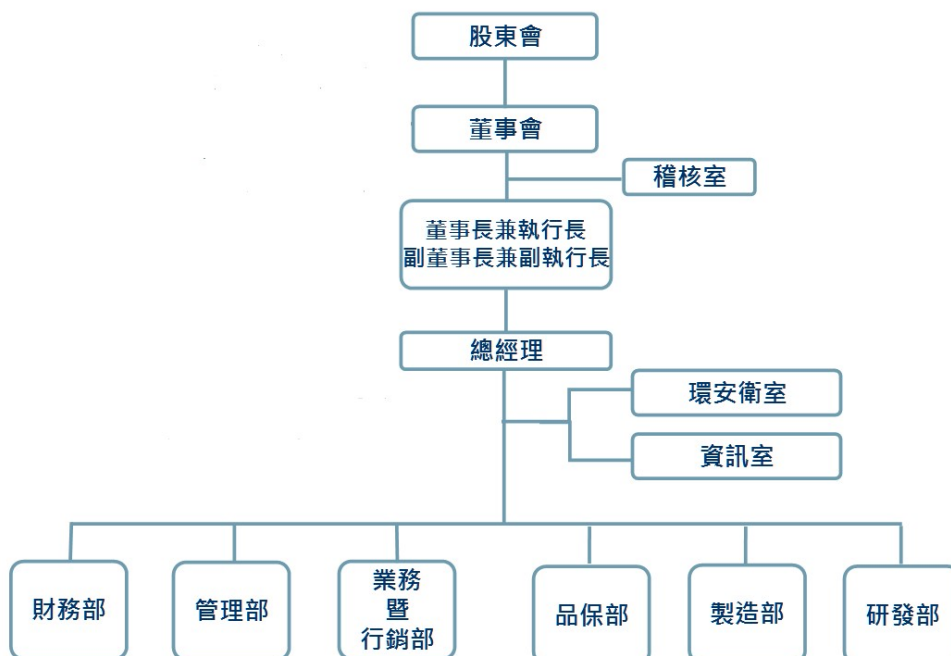 股東會
董事會
稽核室
董事長兼執行長
副董事長兼副執行長
總經理
環安衛室
資訊室
財務部
管理部
業務
暨
行銷部
品保部
製造部
研發部